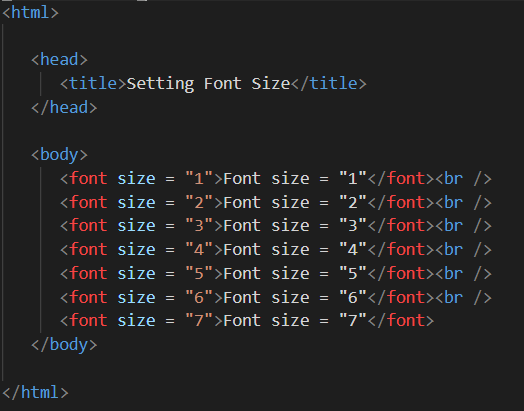 <html>
<head>
<title>Setting Font Size</title>
</head>
<body>
<font size = "1">Font size = "1"</font><br />
<font size = "2">Font size = "2"</font><br />
<font size = "3">Font size = "3"</font><br />
<font size = "4">Font size = "4"</font><br />
<font size = "5">Font size = "5"</font><br />
<font size = "6">Font size = "6"</font><br />
<font size = "7">Font size = "7"</font>
</body>
</html>